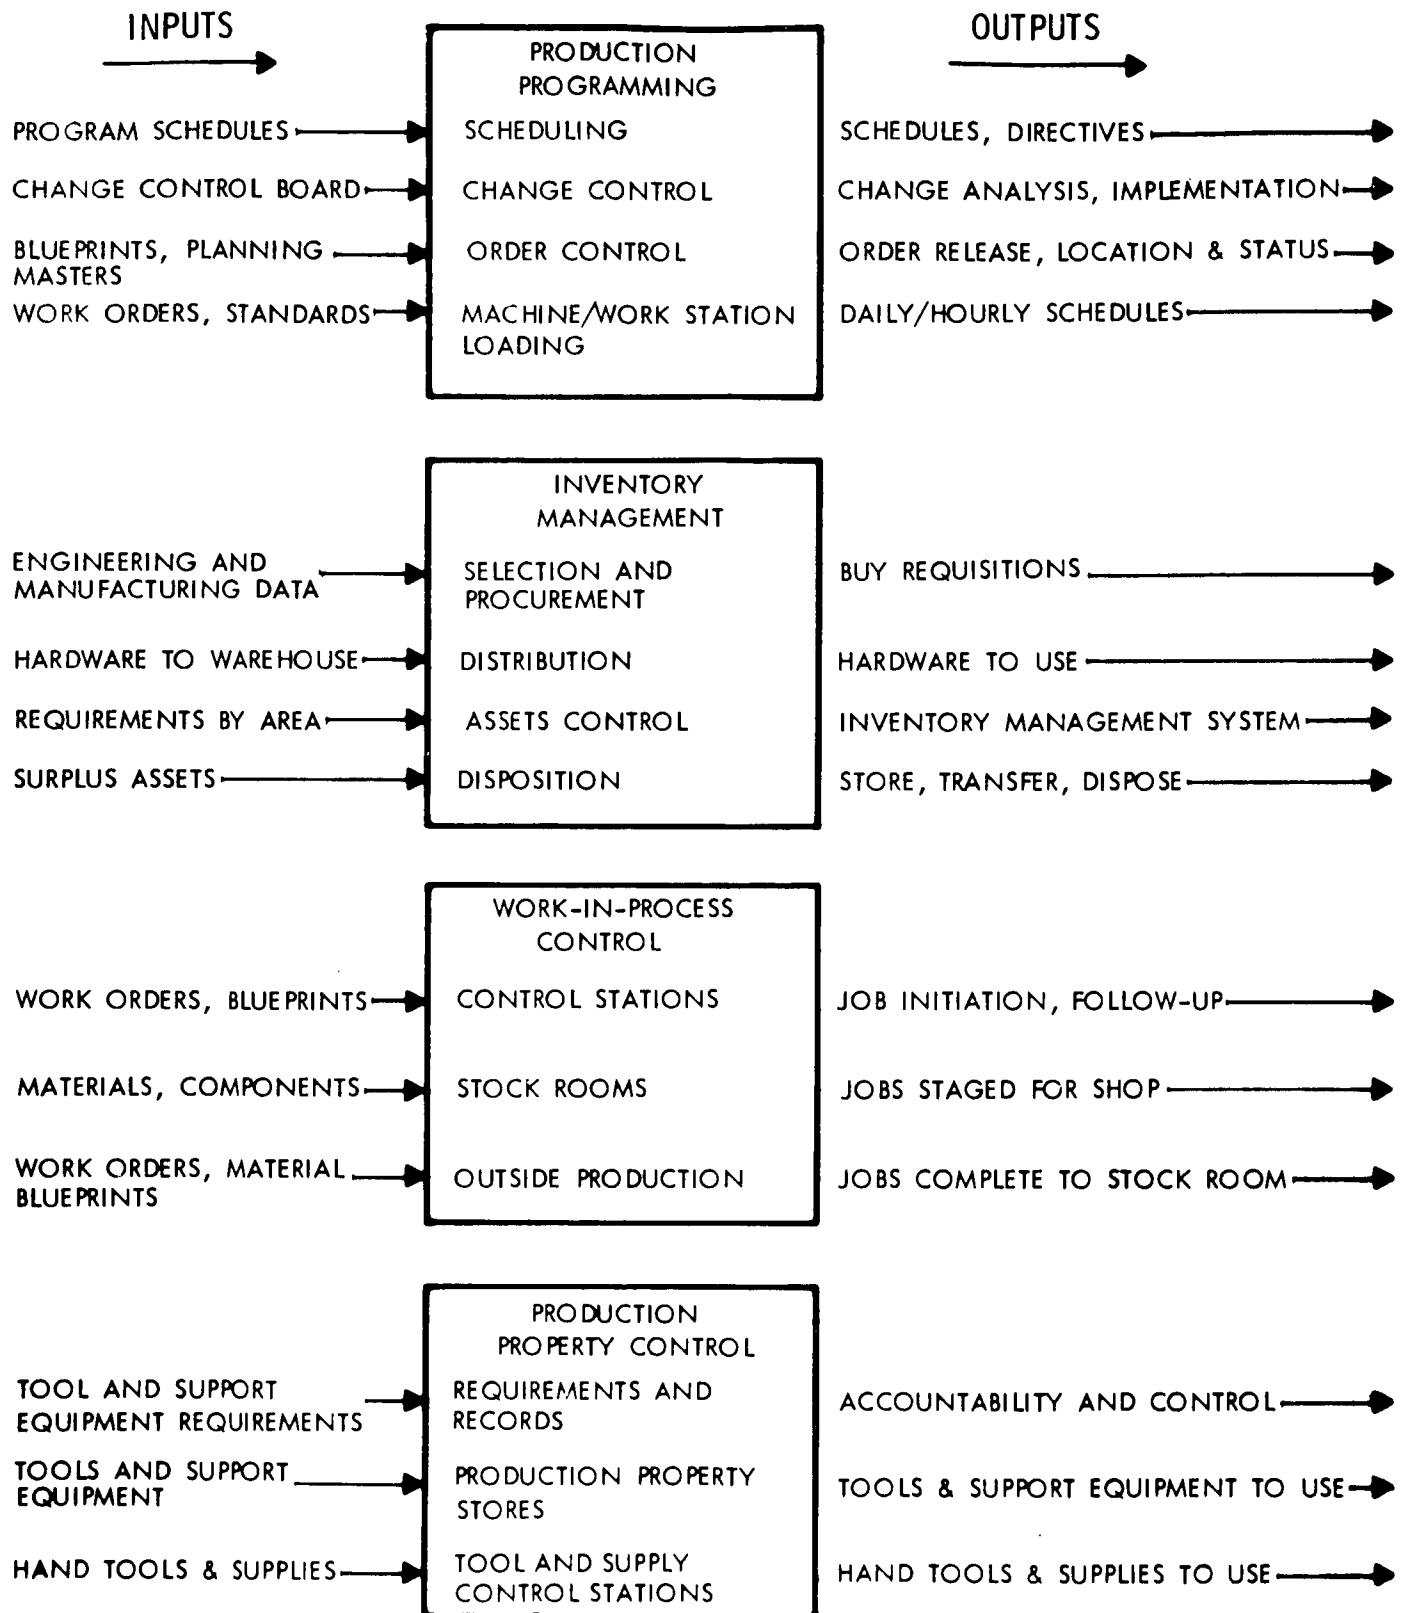 INPUTS
OUTPUTS
PRODUCTION
PROGRAMMING
PROGRAM SCHEDULES
SCHEDULING
SCHEDULES, DIRECTIVES
CHANGE CONTROL BOARD
CHANGE CONTROL
CHANGE ANALYSIS, IMPLEMENTATION
BLUEPRINTS, PLANNING
MASTERS
ORDER CONTROL
ORDER RELEASE, LOCATION & STATUS
WORK ORDERS, STANDARDS
MACHINE/WORK STATION
LOADING
DAILY/HOURLY SCHEDULES
INVENTORY
MANAGEMENT
ENGINEERING AND
MANUFACTURING DATA
SELECTION AND
PROCUREMENT
BUY REQUISITIONS
HARDWARE TO WAREHOUSE
DISTRIBUTION
HARDWARE TO USE
REQUIREMENTS BY AREA
ASSETS CONTROL
INVENTORY MANAGEMENT SYSTEM
SURPLUS ASSETS
DISPOSITION
STORE, TRANSFER, DISPOSE
WORK-IN-PROCESS
CONTROL
WORK ORDERS, BLUEPRINTS
CONTROL STATIONS
JOB INITIATION, FOLLOW-UP
MATERIALS, COMPONENTS
STOCK ROOMS
JOBS STAGED FOR SHOP
WORK ORDERS, MATERIAL
BLUEPRINTS
OUTSIDE PRODUCTION
JOBS COMPLETE TO STOCK ROOM
PRODUCTION
PROPERTY CONTROL
TOOL AND SUPPORT
EQUIPMENT REQUIREMENTS
REQUIREMENTS AND
RECORDS
ACCOUNTABILITY AND CONTROL
TOOLS AND SUPPORT
EQUIPMENT
PRODUCTION PROPERTY
STORES
TOOLS & SUPPORT EQUIPMENT TO USE
HAND TOOLS & SUPPLIES
TOOL AND SUPPLY
CONTROL STATIONS
HAND TOOLS & SUPPLIES TO USE